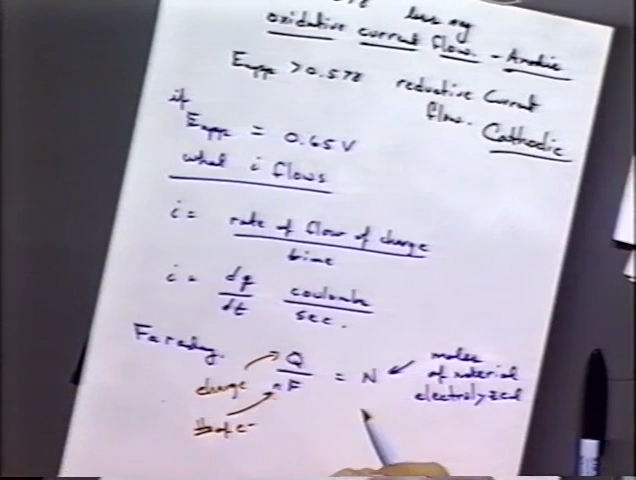 oxidative current flow. - Anodic
Eapp > 0.578 reductive Current
flow. Cathodic
if
Eapp = 0.65 V
what i flows
i = rate of flow of charge
time
i = dq coulombs
dt sec.
Faraday.
Q = N moles
nF of material
charge electrolyzed
# of e-